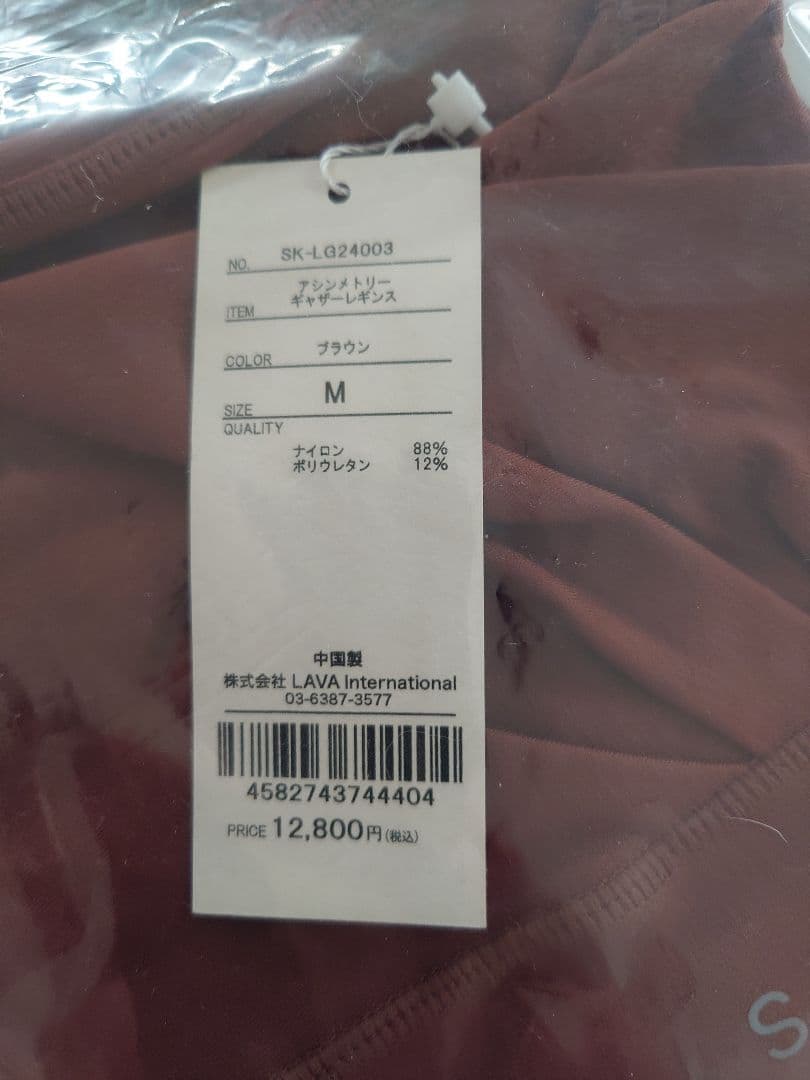 NO. SK-LG24003
アシンメトリー
ITEM ギャザーレギンス
COLOR ブラウン
SIZE M
QUALITY
ナイロン 88%
ポリウレタン 12%
中国製
株式会社 LAVA International
03-6387-3577
4582743744404
PRICE 12,800円(税込)
S